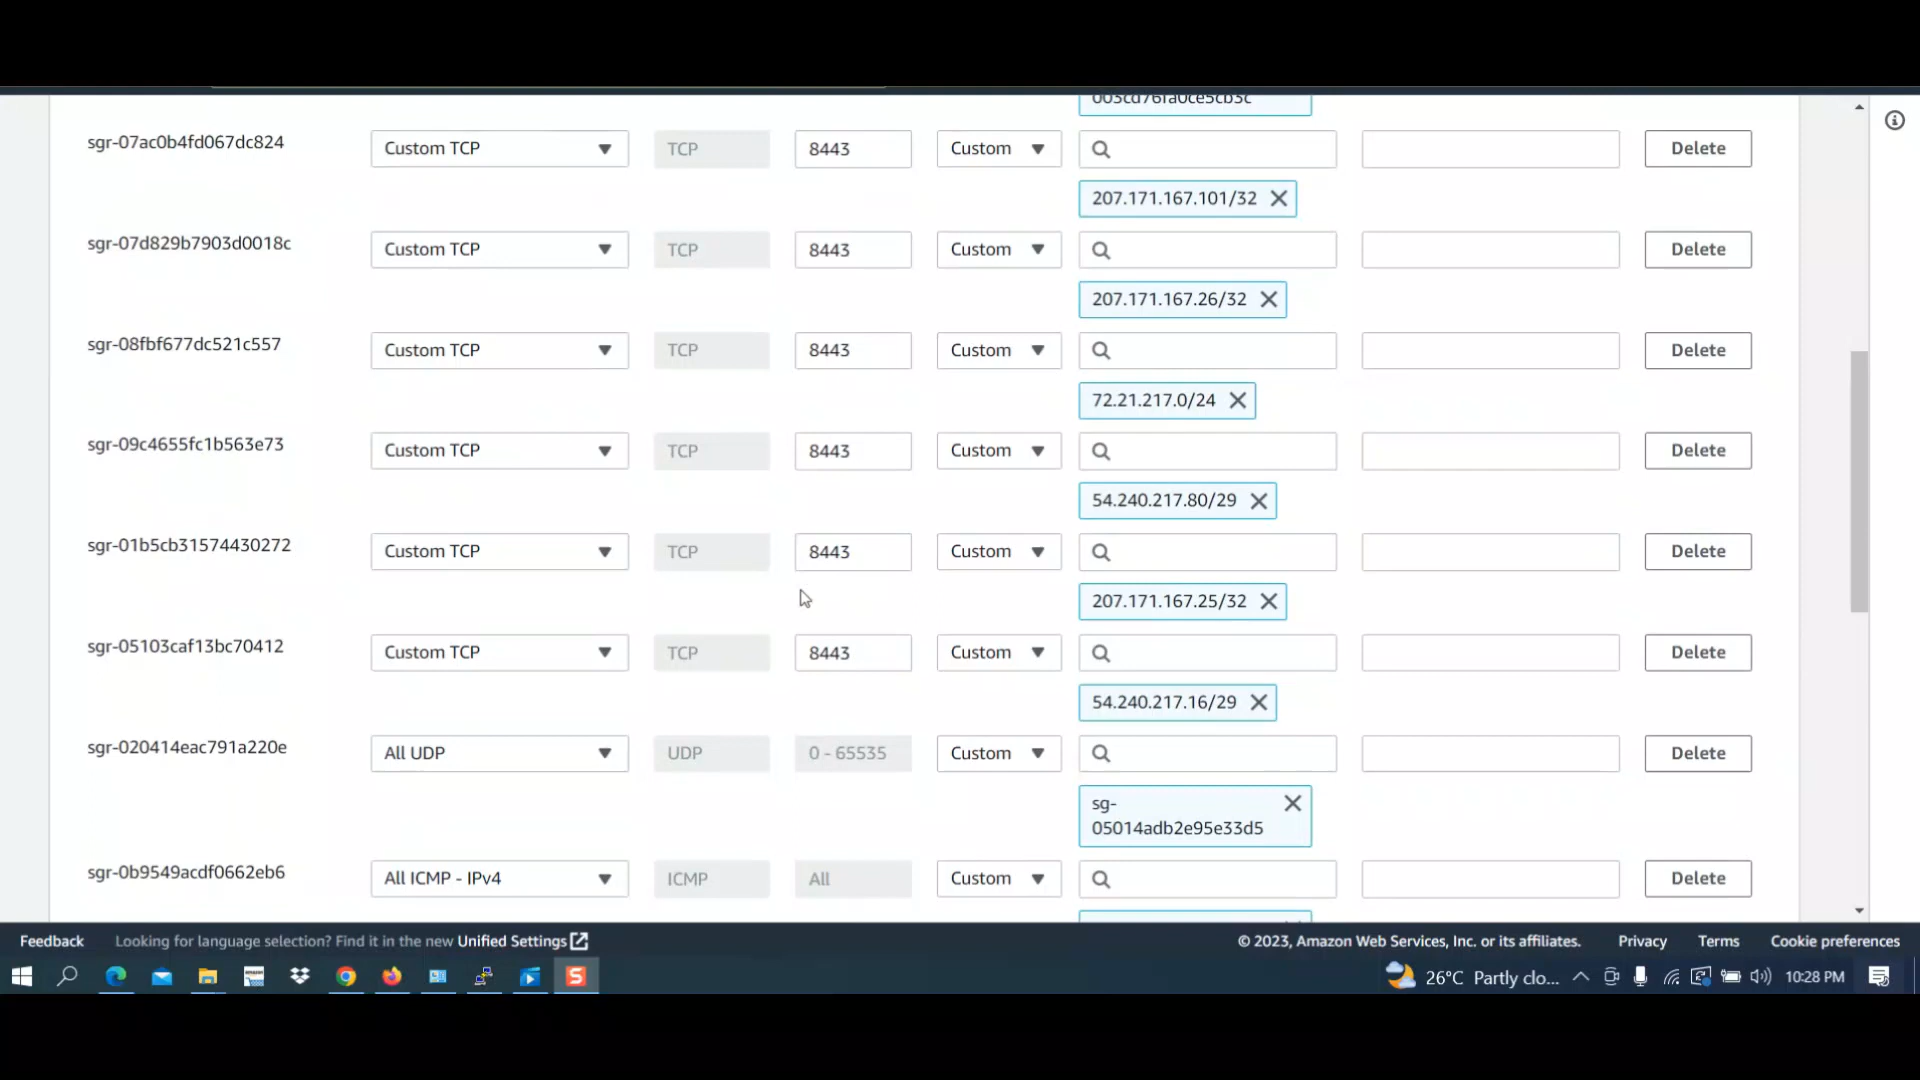 003cd76fa0ce5cb3c
sgr-07ac0b4fd067dc824 Custom TCP TCP 8443 Custom Delete
207.171.167.101/32
sgr-07d829b7903d0018c Custom TCP TCP 8443 Custom Delete
207.171.167.26/32
sgr-08fbf677dc521c557 Custom TCP TCP 8443 Custom Delete
72.21.217.0/24
sgr-09c4655fc1b563e73 Custom TCP TCP 8443 Custom Delete
54.240.217.80/29
sgr-01b5cb31574430272 Custom TCP TCP 8443 Custom Delete
207.171.167.25/32
sgr-05103caf13bc70412 Custom TCP TCP 8443 Custom Delete
54.240.217.16/29
sgr-020414eac791a220e All UDP UDP 0 - 65535 Custom Delete
sg-
05014adb2e95e33d5
sgr-0b9549acdf0662eb6 All ICMP - IPv4 ICMP All Custom Delete
Feedback Looking for language selection? Find it in the new Unified Settings © 2023, Amazon Web Services, Inc. or its affiliates. Privacy Terms Cookie preferences
26°C Partly clo... 10:28 PM